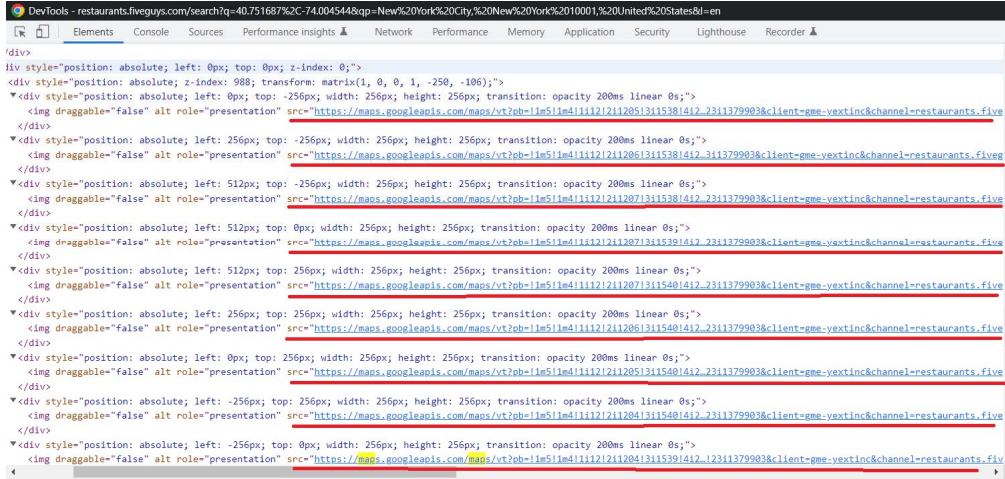 DevTools - restaurants.fiveguys.com/search?q=40.751687%2C-74.005544&qp=New%20York%20City,%20New%20York%2010001,%20United%20States&l=en
Elements Console Sources Performance insights Network Performance Memory Application Security Lighthouse Recorder
/div>
div style="position: absolute; left: 0px; top: 0px; z-index: 0;">
<div style="position: absolute; z-index: 988; transform: matrix(1, 0, 0, 1, -250, -106);">
▼<div style="position: absolute; left: 0px; top: -256px; width: 256px; height: 256px; transition: opacity 200ms linear 0s;">
<img draggable="false" alt role="presentation" src="https://maps.googleapis.com/maps/vt?pb=!1m5!1m4!1i12!2i1205!3i1538!4i2…23i1379903&client=gme-yextinc&channel=restaurants.five
</div>
▼<div style="position: absolute; left: 256px; top: -256px; width: 256px; height: 256px; transition: opacity 200ms linear 0s;">
<img draggable="false" alt role="presentation" src="https://maps.googleapis.com/maps/vt?pb=!1m5!1m4!1i12!2i1206!3i1538!4i2…3i1379903&client=gme-yextinc&channel=restaurants.fiveg
</div>
▼<div style="position: absolute; left: 512px; top: -256px; width: 256px; height: 256px; transition: opacity 200ms linear 0s;">
<img draggable="false" alt role="presentation" src="https://maps.googleapis.com/maps/vt?pb=!1m5!1m4!1i12!2i1207!3i1538!4i2…23i1379903&client=gme-yextinc&channel=restaurants.five
</div>
▼<div style="position: absolute; left: 512px; top: 0px; width: 256px; height: 256px; transition: opacity 200ms linear 0s;">
<img draggable="false" alt role="presentation" src="https://maps.googleapis.com/maps/vt?pb=!1m5!1m4!1i12!2i1207!3i1539!4i2…23i1379903&client=gme-yextinc&channel=restaurants.five
</div>
▼<div style="position: absolute; left: 512px; top: 256px; width: 256px; height: 256px; transition: opacity 200ms linear 0s;">
<img draggable="false" alt role="presentation" src="https://maps.googleapis.com/maps/vt?pb=!1m5!1m4!1i12!2i1207!3i1540!4i2…23i1379903&client=gme-yextinc&channel=restaurants.five
</div>
▼<div style="position: absolute; left: 256px; top: 256px; width: 256px; height: 256px; transition: opacity 200ms linear 0s;">
<img draggable="false" alt role="presentation" src="https://maps.googleapis.com/maps/vt?pb=!1m5!1m4!1i12!2i1206!3i1540!4i2…23i1379903&client=gme-yextinc&channel=restaurants.five
</div>
▼<div style="position: absolute; left: 0px; top: 256px; width: 256px; height: 256px; transition: opacity 200ms linear 0s;">
<img draggable="false" alt role="presentation" src="https://maps.googleapis.com/maps/vt?pb=!1m5!1m4!1i12!2i1205!3i1540!4i2…23i1379903&client=gme-yextinc&channel=restaurants.five
</div>
▼<div style="position: absolute; left: -256px; top: 256px; width: 256px; height: 256px; transition: opacity 200ms linear 0s;">
<img draggable="false" alt role="presentation" src="https://maps.googleapis.com/maps/vt?pb=!1m5!1m4!1i12!2i1204!3i1540!4i2…23i1379903&client=gme-yextinc&channel=restaurants.five
</div>
▼<div style="position: absolute; left: -256px; top: 0px; width: 256px; height: 256px; transition: opacity 200ms linear 0s;">
<img draggable="false" alt role="presentation" src="https://maps.googleapis.com/maps/vt?pb=!1m5!1m4!1i12!2i1204!3i1539!4i2…!23i1379903&client=gme-yextinc&channel=restaurants.fiv